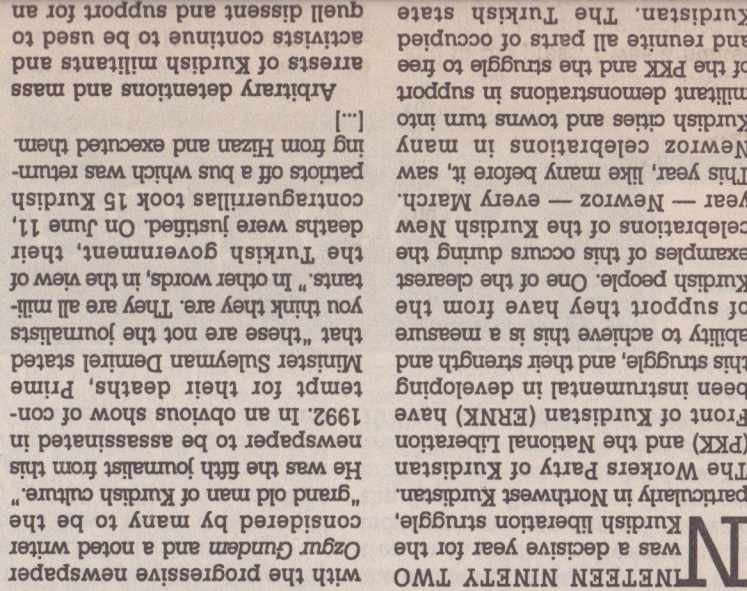 NINETEEN NINETY TWO
was a decisive year for the
Kurdish liberation struggle,
particularly in Northwest Kurdistan.
The Workers Party of Kurdistan
(PKK) and the National Liberation
Front of Kurdistan (ERNK) have
been instrumental in developing
this struggle, and their strength and
ability to achieve this is a measure
of support they have from the
Kurdish people. One of the clearest
examples of this occurs during the
celebrations of the Kurdish New
year — Newroz — every March.
This year, like many before it, saw
Newroz celebrations in many
Kurdish cities and towns turn into
militant demonstrations in support
of the PKK and the struggle to free
and reunite all parts of occupied
Kurdistan. The Turkish state
with the progressive newspaper
Ozgur Gundem and a noted writer
considered by many to be the
"grand old man of Kurdish culture."
He was the fifth journalist from this
newspaper to be assassinated in
1992. In an obvious show of con-
tempt for their deaths, Prime
Minister Suleyman Demirel stated
that "these are not the journalists
you think they are. They are all mili-
tants." In other words, in the view of
the Turkish government, their
deaths were justified. On June 11,
contraguerrillas took 15 Kurdish
patriots off a bus which was return-
ing from Hizan and executed them.
[...]
Arbitrary detentions and mass
arrests of Kurdish militants and
activists continue to be used to
quell dissent and support for an